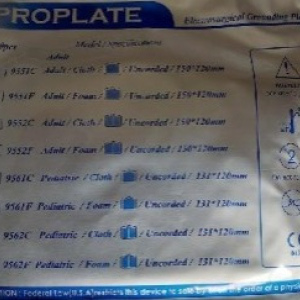 PROPLATE Electrosurgical Grounding
Model/Specifications
Adult
9551C Adult / Cloth / Uncorded / 150*120mm
9551F Adult / Foam / Uncorded / 150*120mm
9552C Adult / Cloth / Uncorded / 150*120mm
9552F Adult / Foam / Uncorded / 150*120mm
9561C Pediatric / Cloth / Uncorded / 131*120mm
9561F Pediatric / Foam / Uncorded / 131*120mm
9562C Pediatric / Cloth / Uncorded / 131*120mm
9562F Pediatric / Foam / Uncorded / 131*120mm
TION : Federal Law(U.S.A)restricts this device to sale by or on the order of a physi